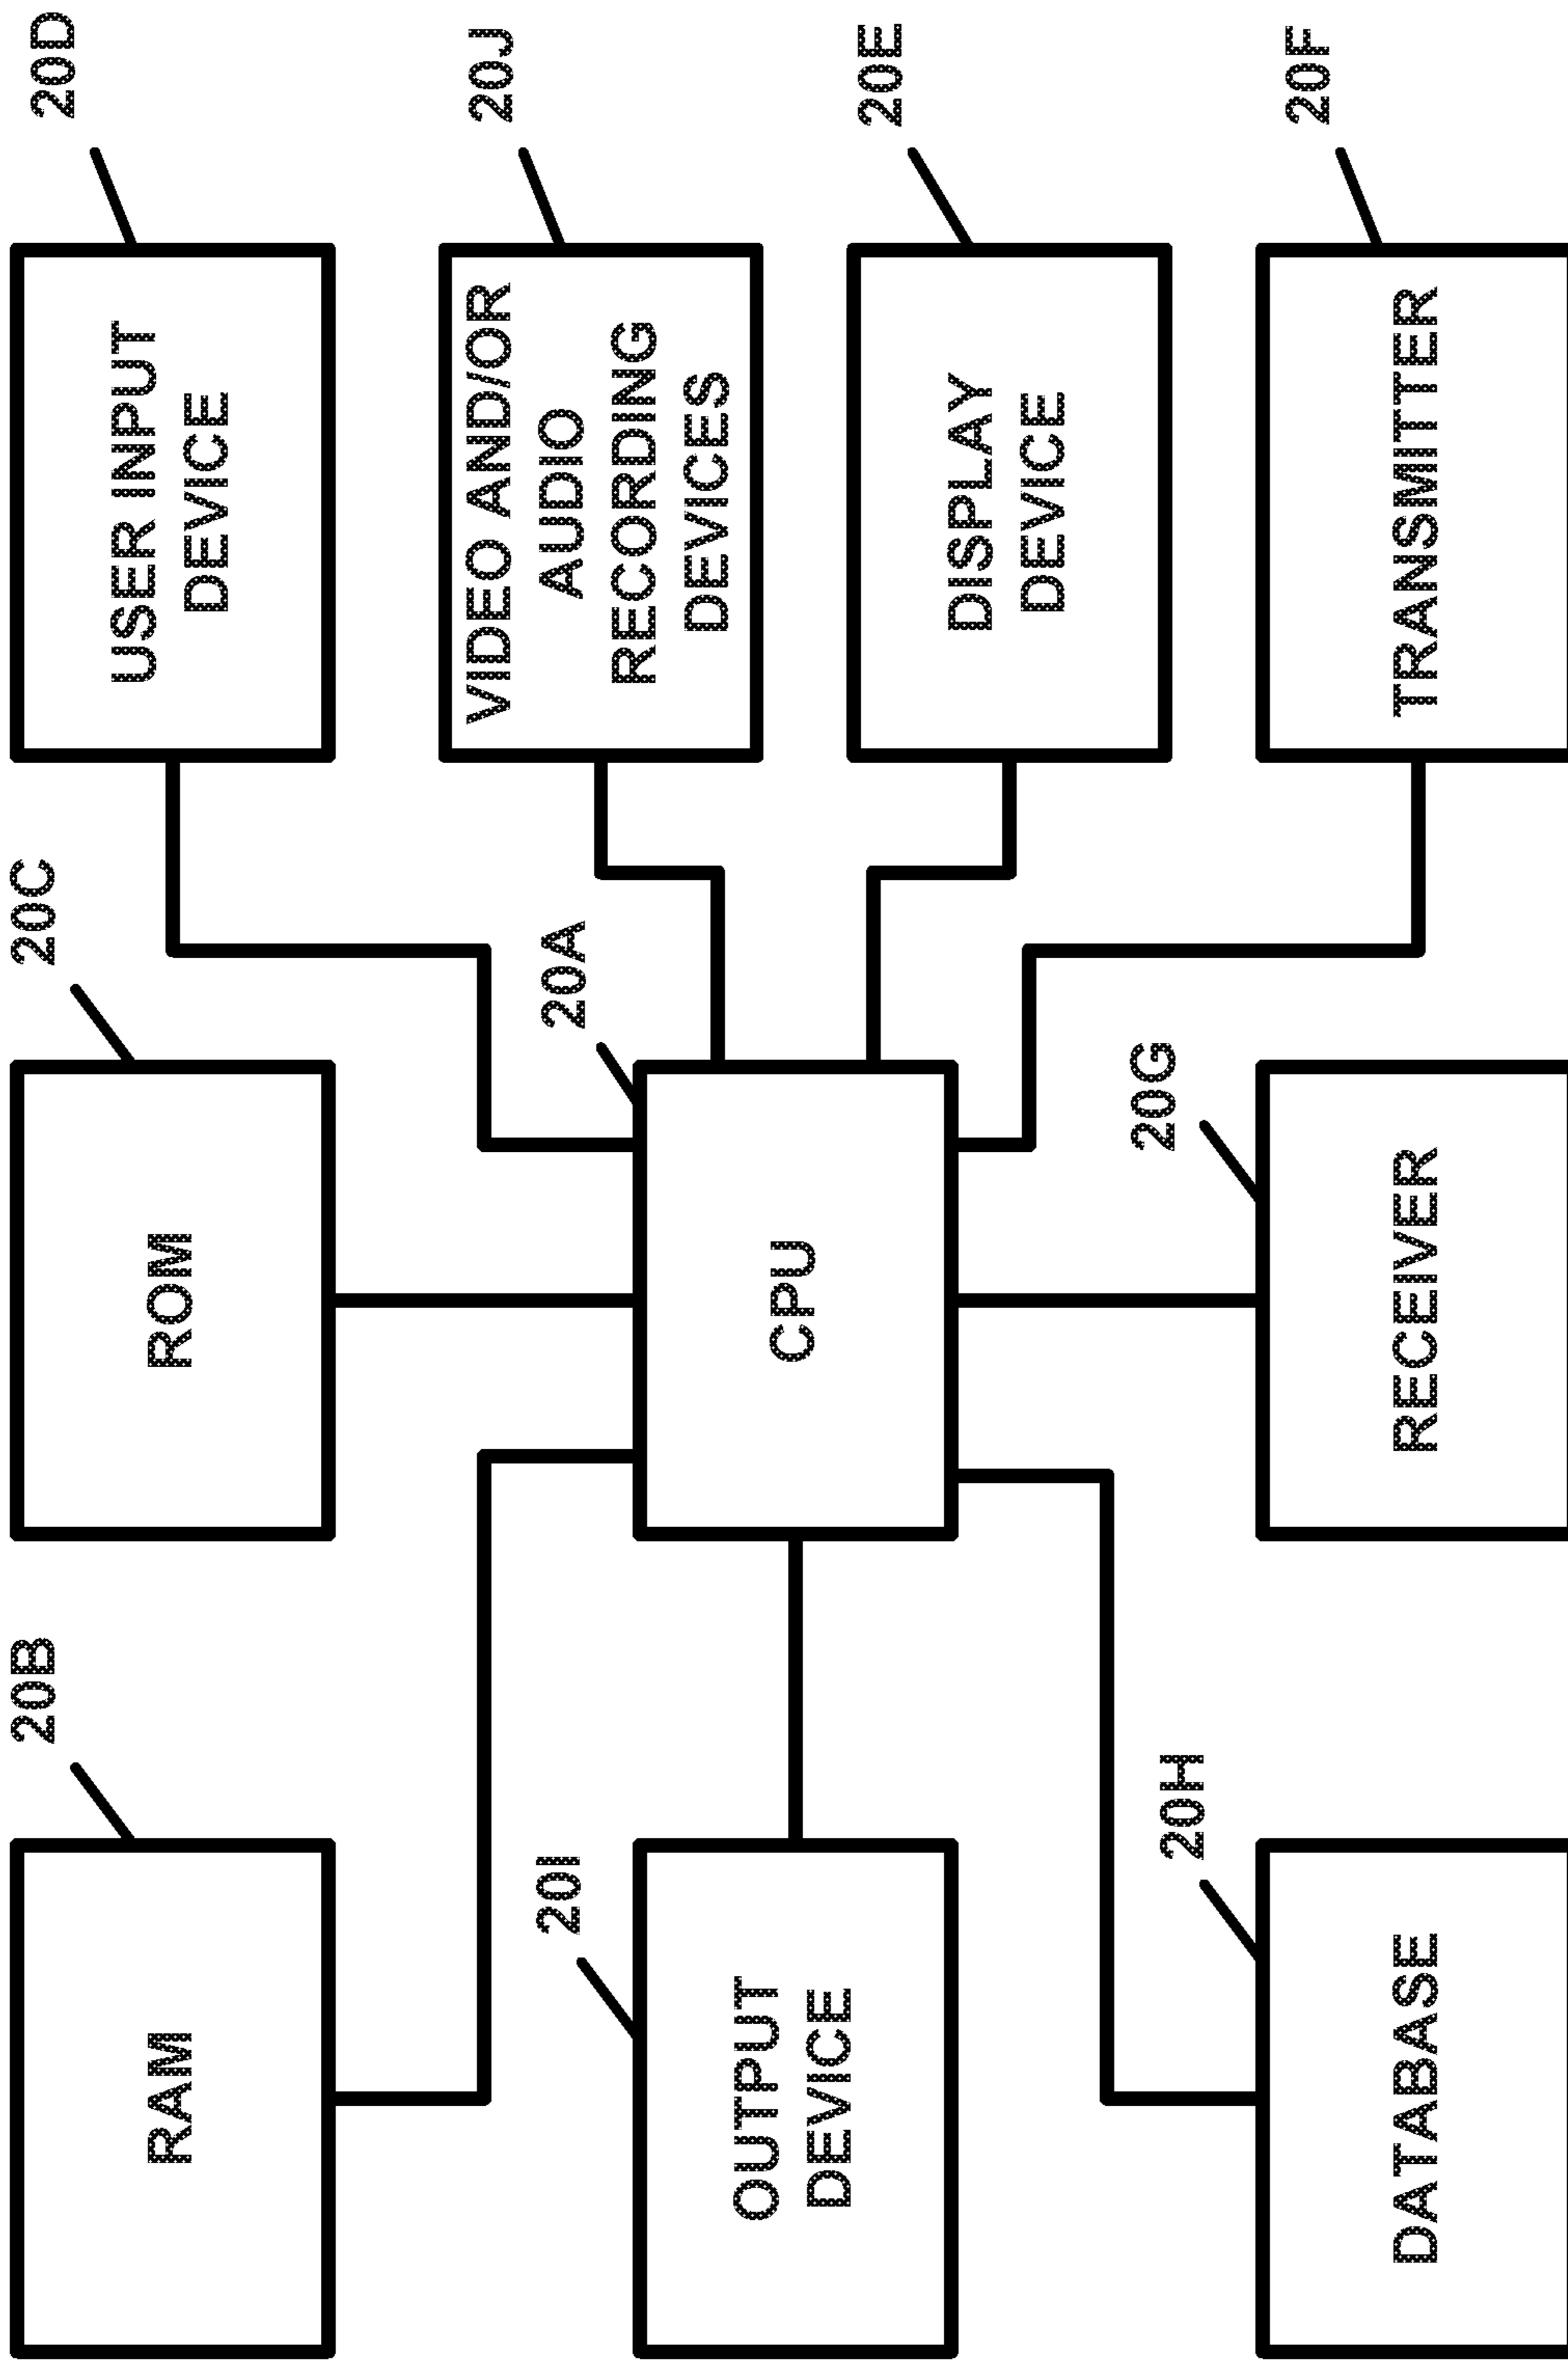 20B
RAM
20C
ROM
20D
USER INPUT
DEVICE
20I
OUTPUT
DEVICE
20A
CPU
20J
VIDEO AND/OR
AUDIO
RECORDING
DEVICES
20E
DISPLAY
DEVICE
20H
DATABASE
20G
RECEIVER
20F
TRANSMITTER